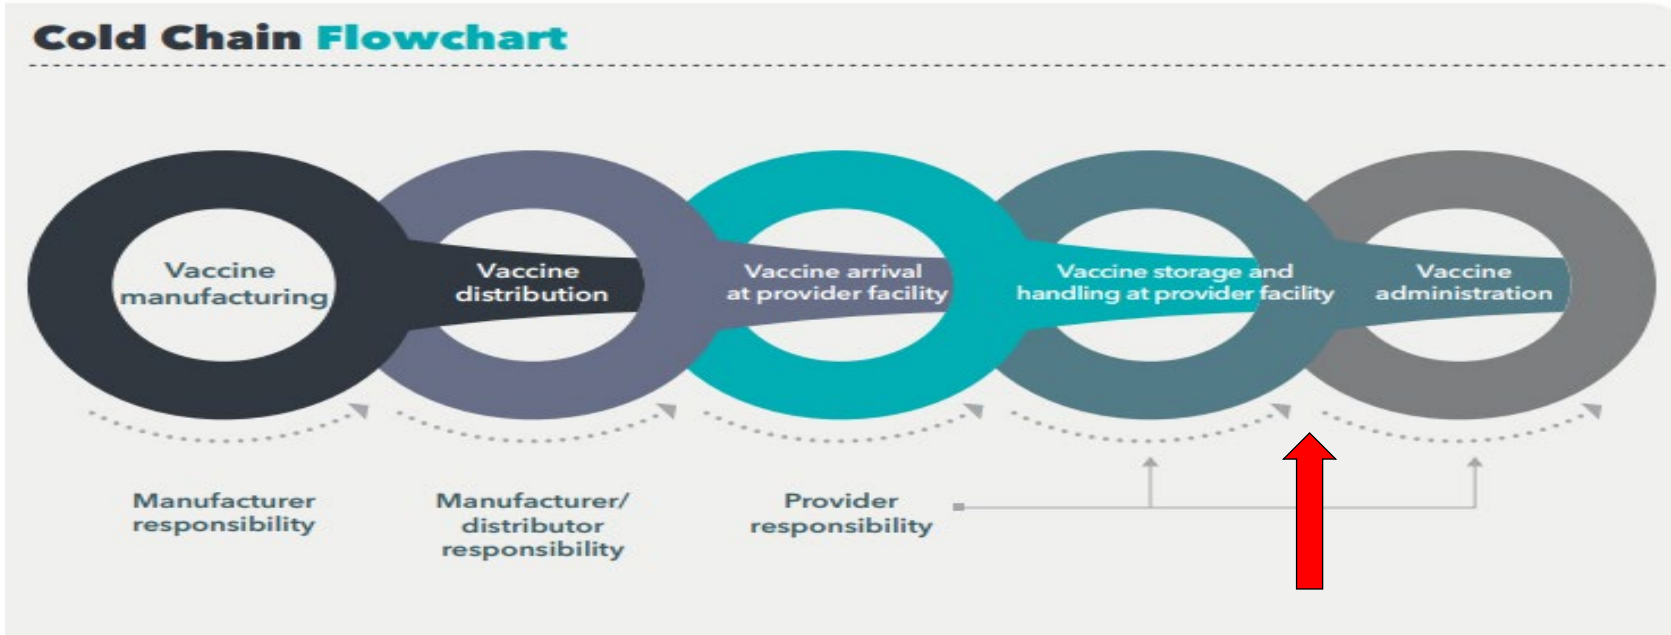 Cold Chain Flowchart
Vaccine
manufacturing
Vaccine
distribution
Vaccine arrival
at provider facility
Vaccine storage and
handling at provider facility
Vaccine
administration
Manufacturer
responsibility
Manufacturer/
distributor
responsibility
Provider
responsibility